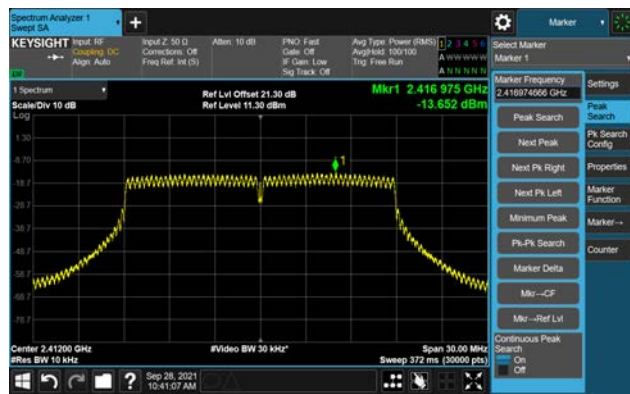 Spectrum Analyzer 1
Swept SA
Marker
KEYSIGHT
Input: RF
Coupling: DC
Align: Auto
Input Z: 50 Ω
Corrections: Off
Freq Ref: Int (S)
Atten: 10 dB
PNO: Fast
Gate: Off
IF Gain: Low
Sig Track: Off
Avg Type: Power (RMS)
Avg|Hold: 100/100
Trig: Free Run
1 2 3 4 5 6
A W W W W W
A N N N N N
Select Marker
Marker 1
1 Spectrum
Scale/Div 10 dB
Log
Ref Lvl Offset 21.30 dB
Ref Level 11.30 dBm
Mkr1 2.416 975 GHz
-13.652 dBm
1.30
-8.70
-18.7
-28.7
-38.7
-48.7
-58.7
-68.7
-78.7
1
Center 2.41200 GHz
#Res BW 10 kHz
#Video BW 30 kHz*
Span 30.00 MHz
Sweep 372 ms (30000 pts)
Marker Frequency
2.416974666 GHz
Peak Search
Next Peak
Next Pk Right
Next Pk Left
Minimum Peak
Pk-Pk Search
Marker Delta
Mkr→CF
Mkr→Ref Lvl
Continuous Peak
Search
On
Off
Settings
Peak
Search
Pk Search
Config
Properties
Marker
Function
Marker→
Counter
Sep 28, 2021
10:41:07 AM